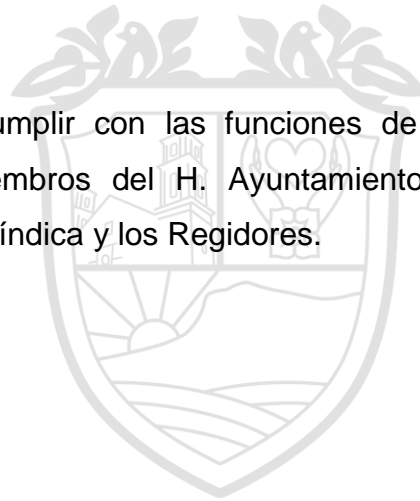 umplir con las funciones de
embros del H. Ayuntamiento
índica y los Regidores.